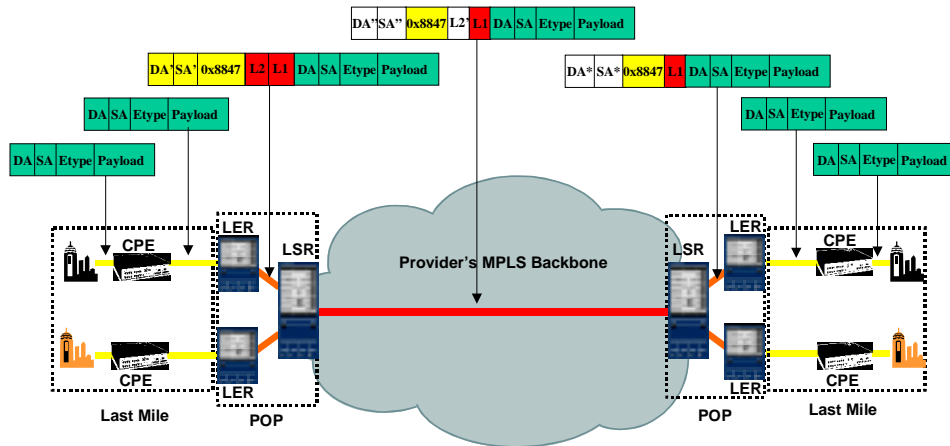 DA'' SA'' 0x8847 L2' L1 DA SA Etype Payload
DA' SA' 0x8847 L2 L1 DA SA Etype Payload
DA* SA* 0x8847 L1 DA SA Etype Payload
DA SA Etype Payload
DA SA Etype Payload
DA SA Etype Payload
DA SA Etype Payload
LER
LER
CPE
LSR
Provider's MPLS Backbone
LSR
CPE
CPE
LER
LER
CPE
Last Mile
POP
POP
Last Mile